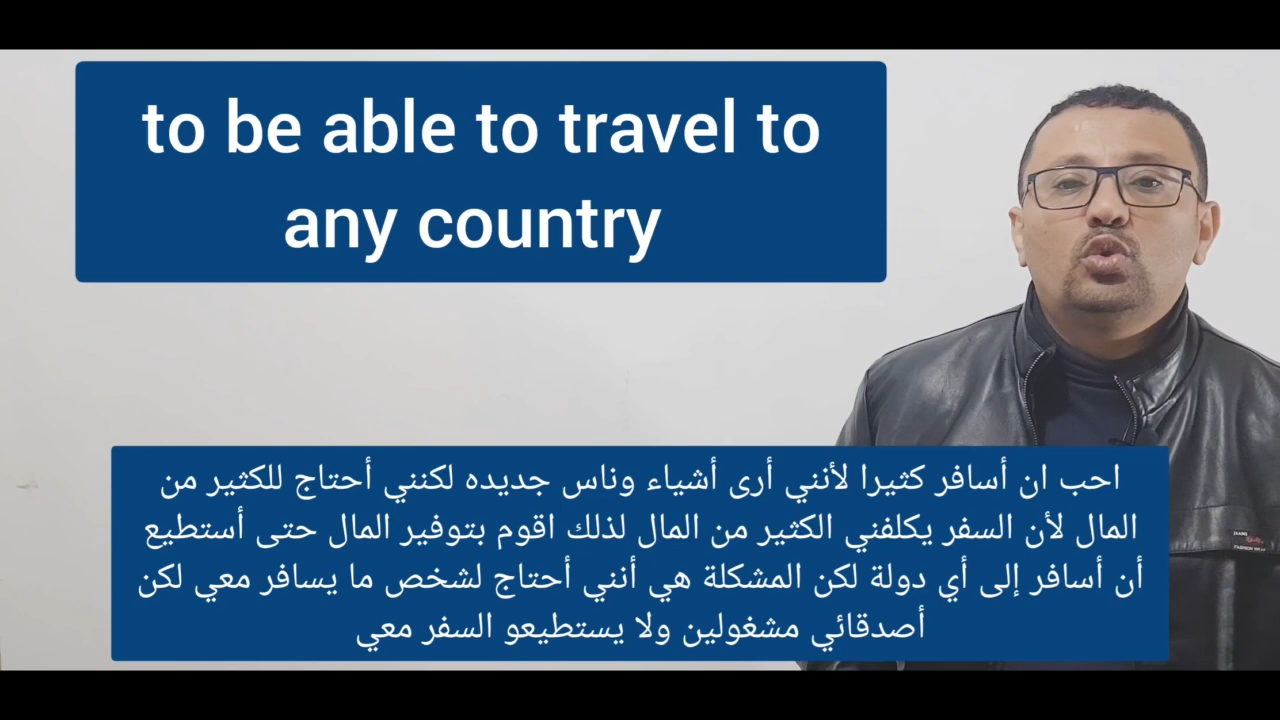 to be able to travel to
any country
احب ان أسافر كثيرا لأنني أرى أشياء وناس جديده لكنني أحتاج للكثير من
المال لأن السفر يكلفني الكثير من المال لذلك اقوم بتوفير المال حتى أستطيع
أن أسافر إلى أي دولة لكن المشكلة هي أنني أحتاج لشخص ما يسافر معي لكن
أصدقائي مشغولين ولا يستطيعو السفر معي
FASHION WEAR